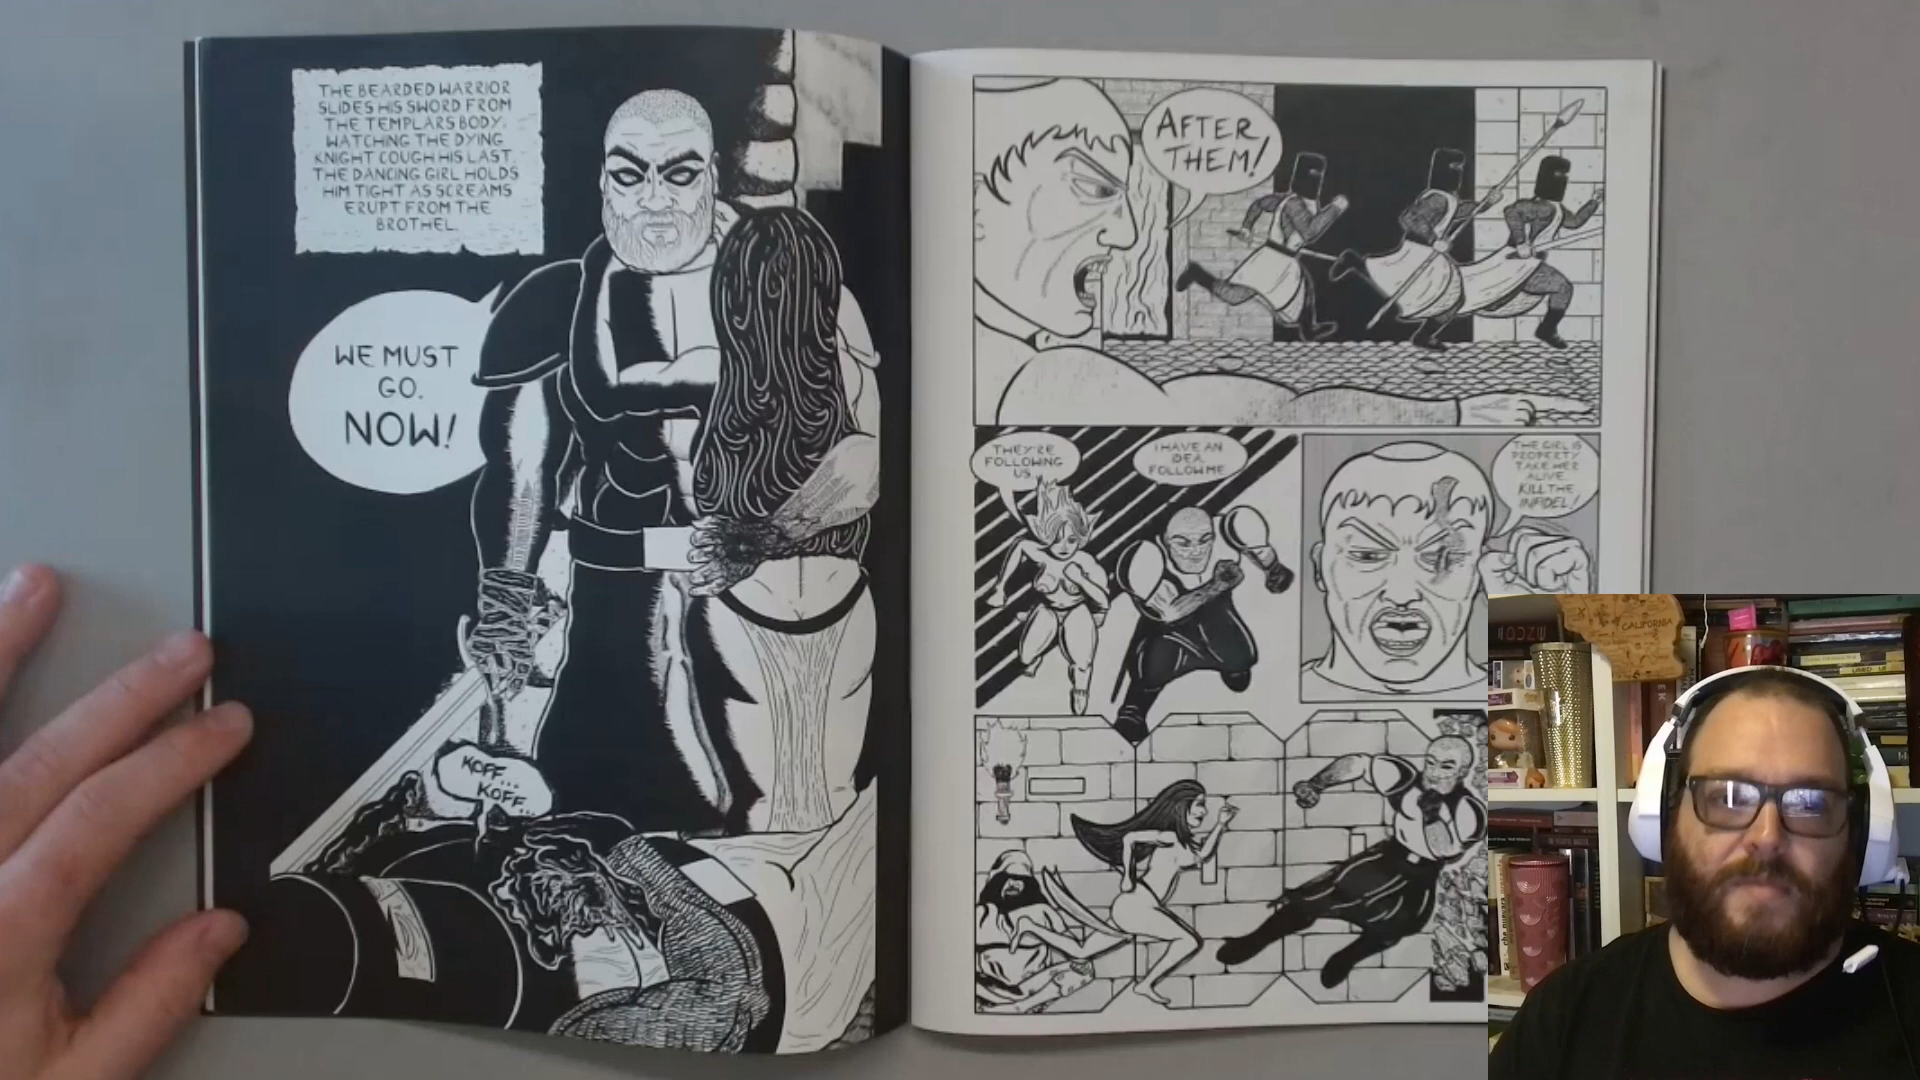 THE BEARDED WARRIOR
SLIDES HIS SWORD FROM
THE TEMPLARS BODY.
WATCHING THE DYING
KNIGHT COUGH HIS LAST.
THE DANCING GIRL HOLDS
HIM TIGHT AS SCREAMS
ERUPT FROM THE
BROTHEL.
WE MUST
GO.
NOW!
KOFF...
KOFF...
AFTER
THEM!
THEY'RE
FOLLOWING
US.
I HAVE AN
IDEA.
FOLLOW ME
THE GIRL IS
PROPERTY
TAKE HER
ALIVE.
KILL THE
INFIDEL!
CALIFORNIA